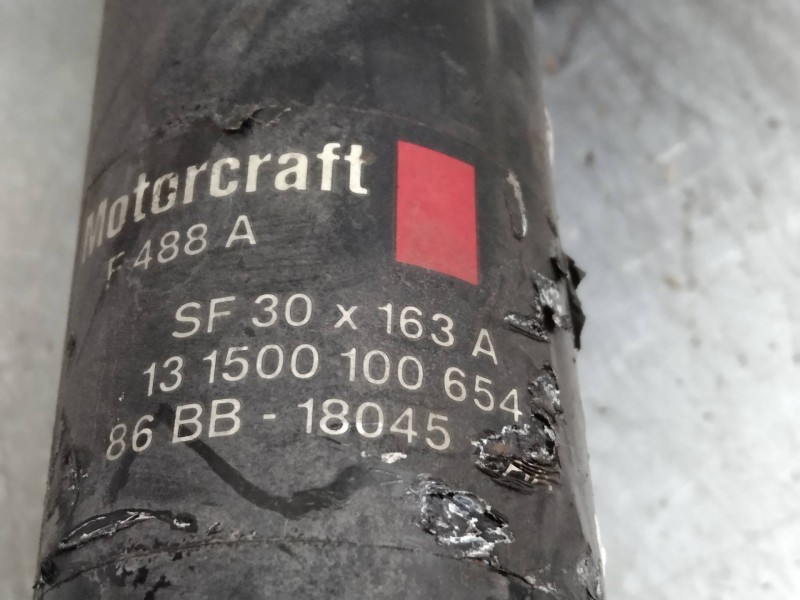 Motorcraft
F 488 A
SF 30 x 163 A
13 1500 100 654
86 BB - 18045